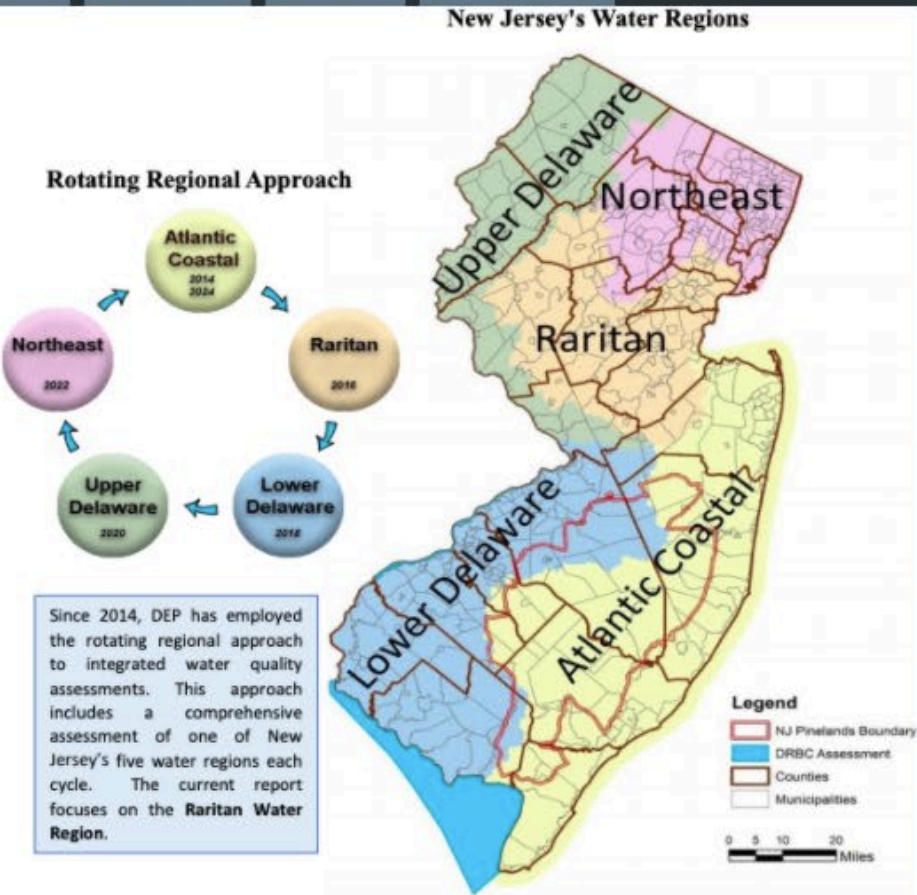 New Jersey's Water Regions
Rotating Regional Approach
Atlantic
Coastal
2014
2024
Raritan
2016
Lower
Delaware
2018
Upper
Delaware
2020
Northeast
2022
Since 2014, DEP has employed
the rotating regional approach
to integrated water quality
assessments. This approach
includes a comprehensive
assessment of one of New
Jersey's five water regions each
cycle. The current report
focuses on the Raritan Water
Region.
Upper Delaware
Northeast
Raritan
Lower Delaware
Atlantic Coastal
Legend
NJ Pinelands Boundary
DRBC Assessment
Counties
Municipalities
0 5 10 20
Miles